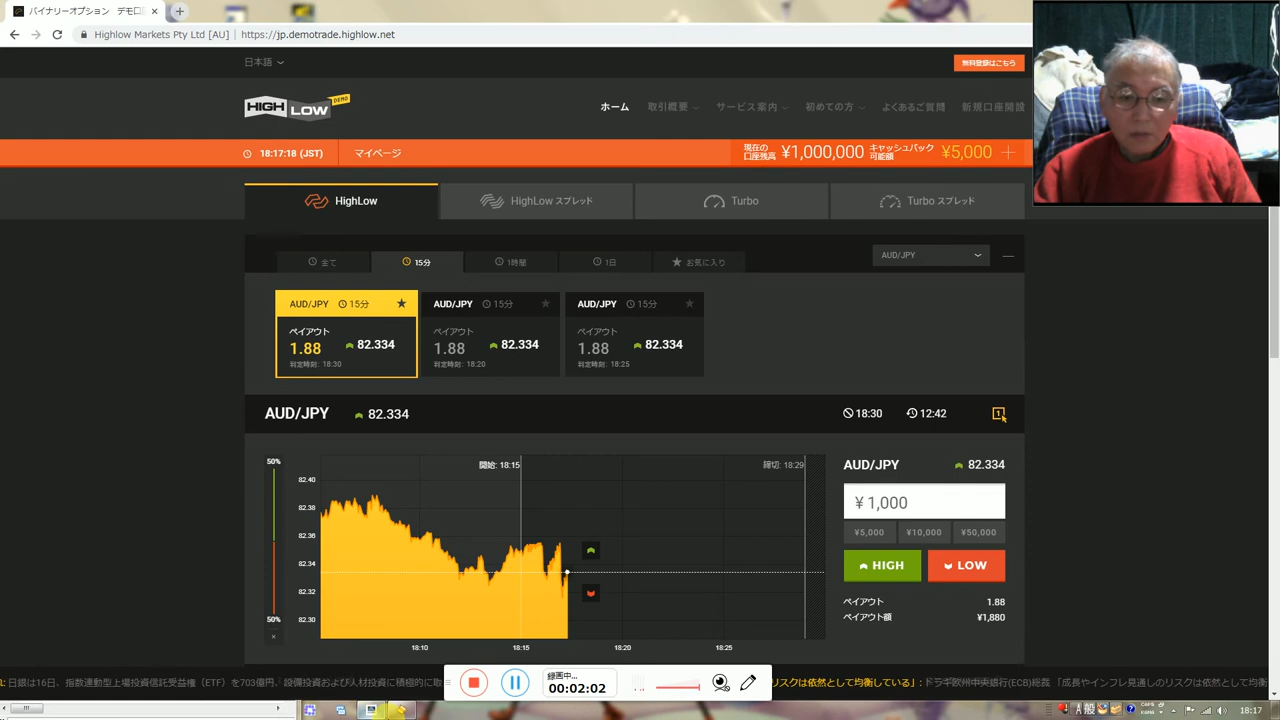 バイナリーオプション デモ口
Highlow Markets Pty Ltd [AU] | https://jp.demotrade.highlow.net
日本語
無料登録はこちら
HIGH LOW DEMO
ホーム 取引概要 サービス案内 初めての方 よくあるご質問 新規口座開設
18:17:18 (JST) マイページ
現在の口座残高 ¥1,000,000 キャッシュバック可能額 ¥5,000
HighLow HighLow スプレッド Turbo Turbo スプレッド
全て 15分 1時間 1日 お気に入り AUD/JPY
AUD/JPY 15分 AUD/JPY 15分 AUD/JPY 15分
ペイアウト ペイアウト ペイアウト
1.88 82.334 1.88 82.334 1.88 82.334
判定時刻: 18:30 判定時刻: 18:20 判定時刻: 18:25
AUD/JPY 82.334 18:30 12:42 1
50% 開始: 18:15 締切: 18:29
AUD/JPY 82.334
82.40
82.38
82.36
82.34
82.32
82.30
50%
¥ 1,000
¥5,000 ¥10,000 ¥50,000
HIGH LOW
ペイアウト 1.88
ペイアウト額 ¥1,880
18:10 18:15 18:20 18:25
録画中...
00:02:02
日銀は16日、指数連動型上場投資信託受益権（ETF）を703億円、設備投資および人材投資に積極的に取
リスクは依然として均衡している」: ドラギ欧州中央銀行(ECB)総裁 「成長やインフレ見通しのリスクは依然として均衡
A 般 CAPS KANA
18:17